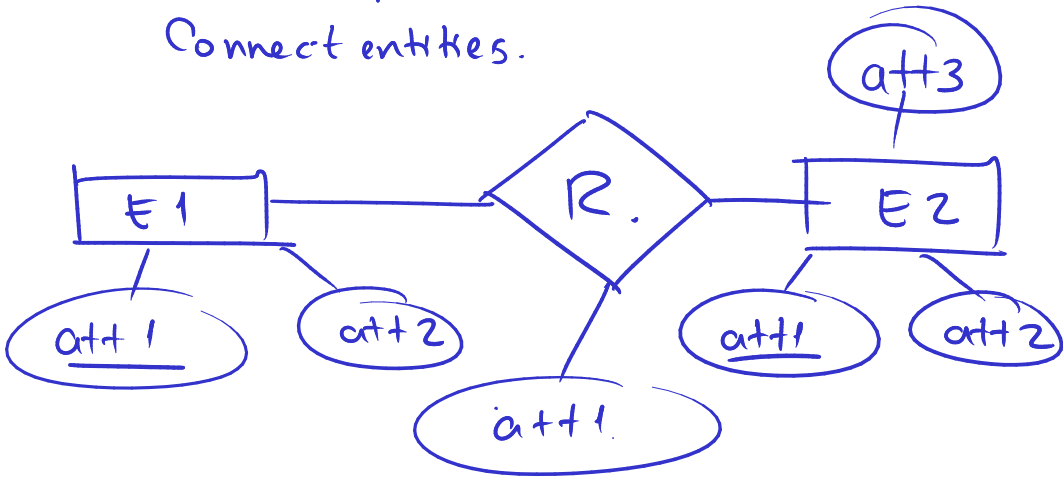 Connect entities.
att3
E1
R.
E2
att1
att2
att1
att2
att1.